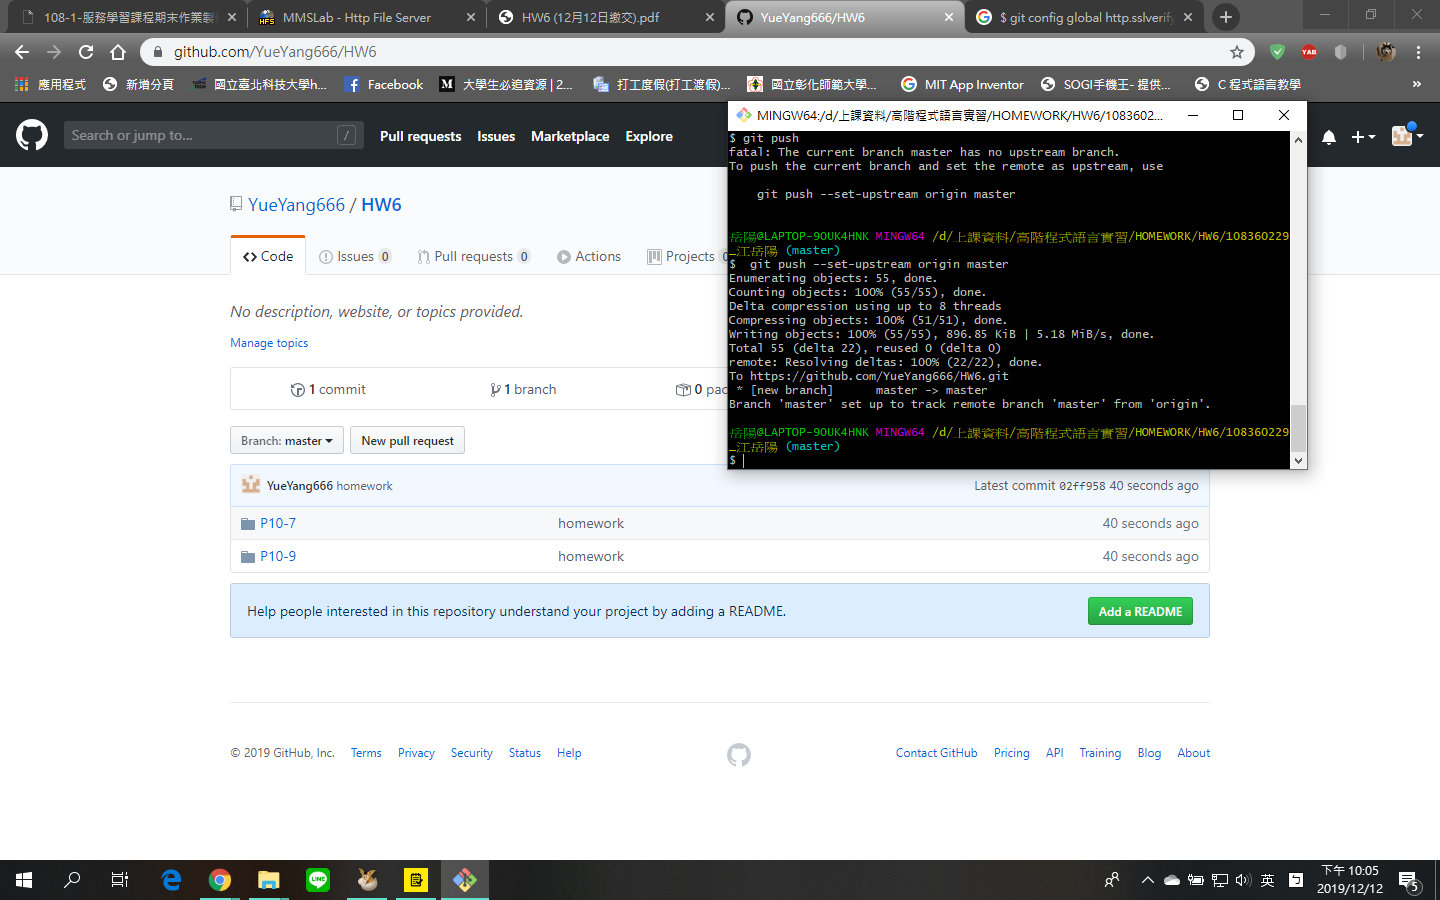 108-1-服務學習課程期末作業製
MMSLab - Http File Server
HW6 (12月12日繳交).pdf
YueYang666/HW6
$ git config global http.sslverify
github.com/YueYang666/HW6
應用程式
新增分頁
國立臺北科技大學h...
Facebook
大學生必追資源 | 2...
打工度假(打工渡假)...
國立彰化師範大學...
MIT App Inventor
SOGI手機王- 提供...
C 程式語言教學
»
Search or jump to...
/
Pull requests
Issues
Marketplace
Explore
YueYang666 / HW6
Code
Issues 0
Pull requests 0
Actions
Projects
No description, website, or topics provided.
Manage topics
1 commit
1 branch
0 pac
Branch: master
New pull request
YueYang666 homework
Latest commit 02ff958 40 seconds ago
P10-7 homework 40 seconds ago
P10-9 homework 40 seconds ago
Help people interested in this repository understand your project by adding a README.
Add a README
© 2019 GitHub, Inc.
Terms
Privacy
Security
Status
Help
Contact GitHub
Pricing
API
Training
Blog
About
MINGW64:/d/上課資料/高階程式語言實習/HOMEWORK/HW6/1083602...
$ git push
fatal: The current branch master has no upstream branch.
To push the current branch and set the remote as upstream, use
git push --set-upstream origin master
岳陽@LAPTOP-9OUK4HNK MINGW64 /d/上課資料/高階程式語言實習/HOMEWORK/HW6/108360229
_江岳陽 (master)
$  git push --set-upstream origin master
Enumerating objects: 55, done.
Counting objects: 100% (55/55), done.
Delta compression using up to 8 threads
Compressing objects: 100% (51/51), done.
Writing objects: 100% (55/55), 896.85 KiB | 5.18 MiB/s, done.
Total 55 (delta 22), reused 0 (delta 0)
remote: Resolving deltas: 100% (22/22), done.
To https://github.com/YueYang666/HW6.git
* [new branch]      master -> master
Branch 'master' set up to track remote branch 'master' from 'origin'.
岳陽@LAPTOP-9OUK4HNK MINGW64 /d/上課資料/高階程式語言實習/HOMEWORK/HW6/108360229
_江岳陽 (master)
$
英
ㄅ
下午 10:05
2019/12/12
5